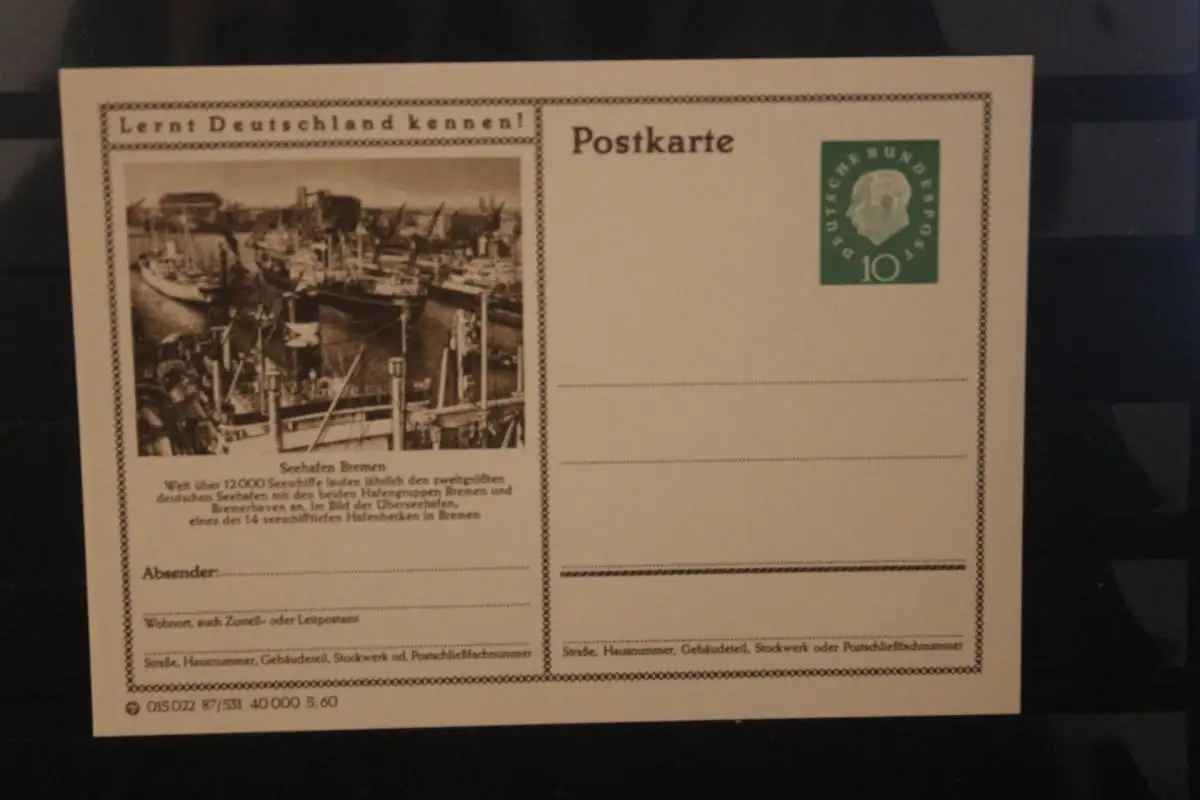 Lernt Deutschland kennen!
Seehafen Bremen
Weit über 12000 Seeschiffe laufen jährlich den zweitgrößten
deutschen Seehafen mit den beiden Hafengruppen Bremen und
Bremerhaven an. Im Bild der Überseehafen,
eines der 14 seeschifftiefen Hafenbecken in Bremen
Absender:
Wohnort, auch Zustell- oder Leitpostamt
Straße, Hausnummer, Gebäudeteil, Stockwerk od. Postschließfachnummer
015022 87/531 40 000 5. 60
Postkarte
DEUTSCHE BUNDESPOST
10
Straße, Hausnummer, Gebäudeteil, Stockwerk oder Postschließfachnummer